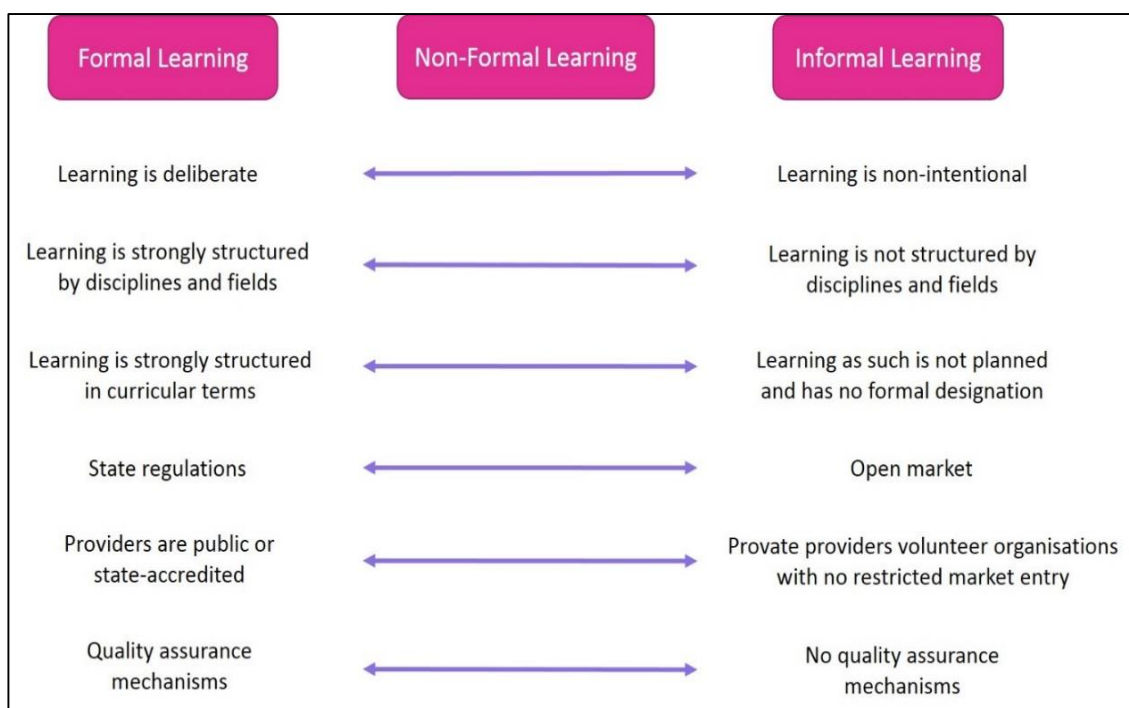 Formal Learning
Non-Formal Learning
Informal Learning
Learning is deliberate
Learning is non-intentional
Learning is strongly structured
by disciplines and fields
Learning is not structured by
disciplines and fields
Learning is strongly structured
in curricular terms
Learning as such is not planned
and has no formal designation
State regulations
Open market
Providers are public or
state-accredited
Provate providers volunteer organisations
with no restricted market entry
Quality assurance
mechanisms
No quality assurance
mechanisms